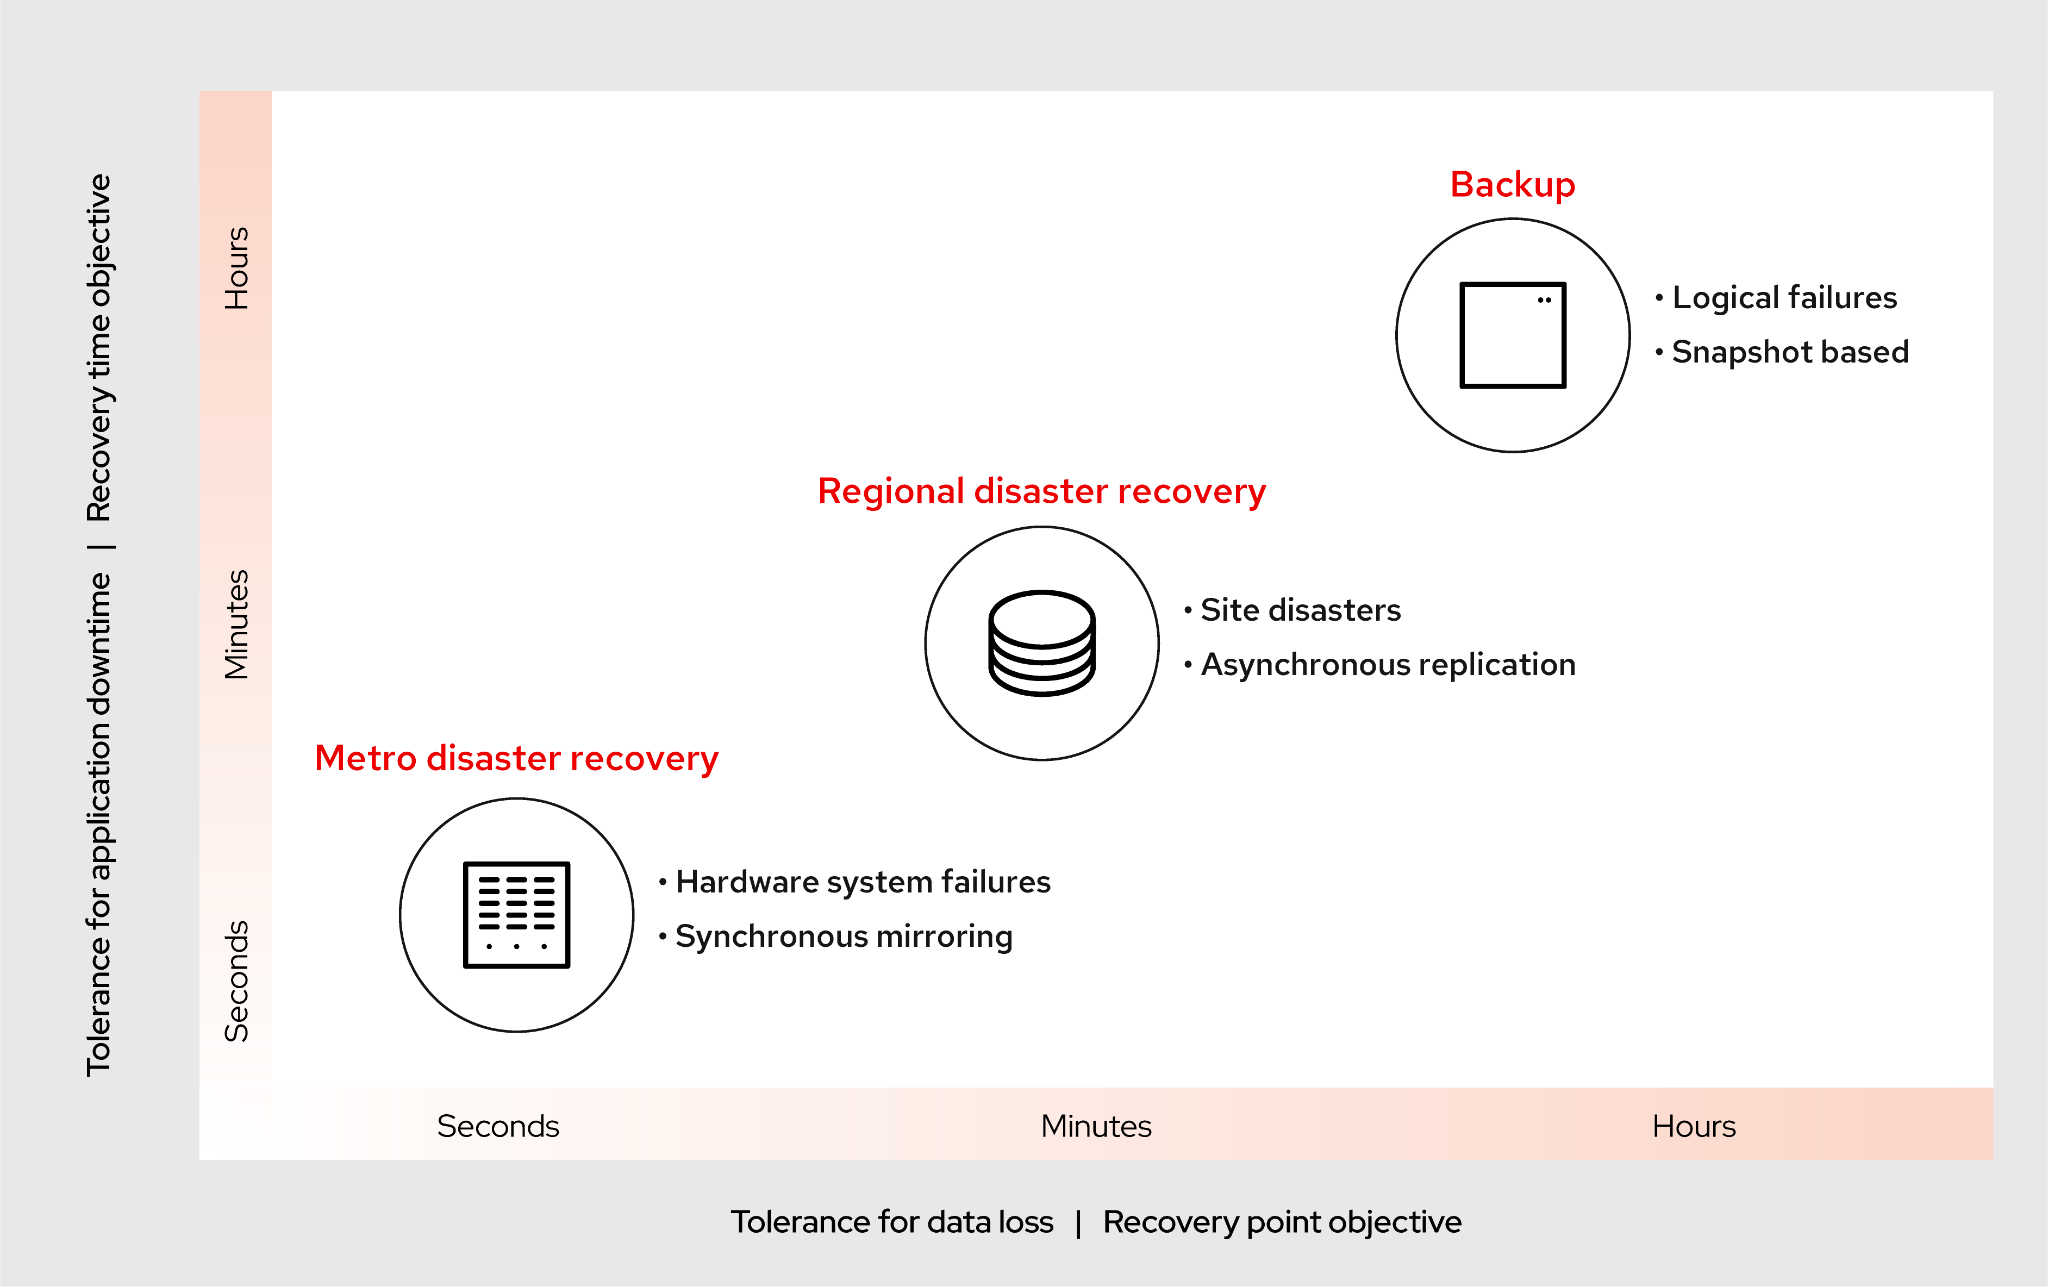 Tolerance for application downtime | Recovery time objective
Hours
Minutes
Seconds
Backup
• Logical failures
• Snapshot based
Regional disaster recovery
• Site disasters
• Asynchronous replication
Metro disaster recovery
• Hardware system failures
• Synchronous mirroring
Seconds
Minutes
Hours
Tolerance for data loss | Recovery point objective